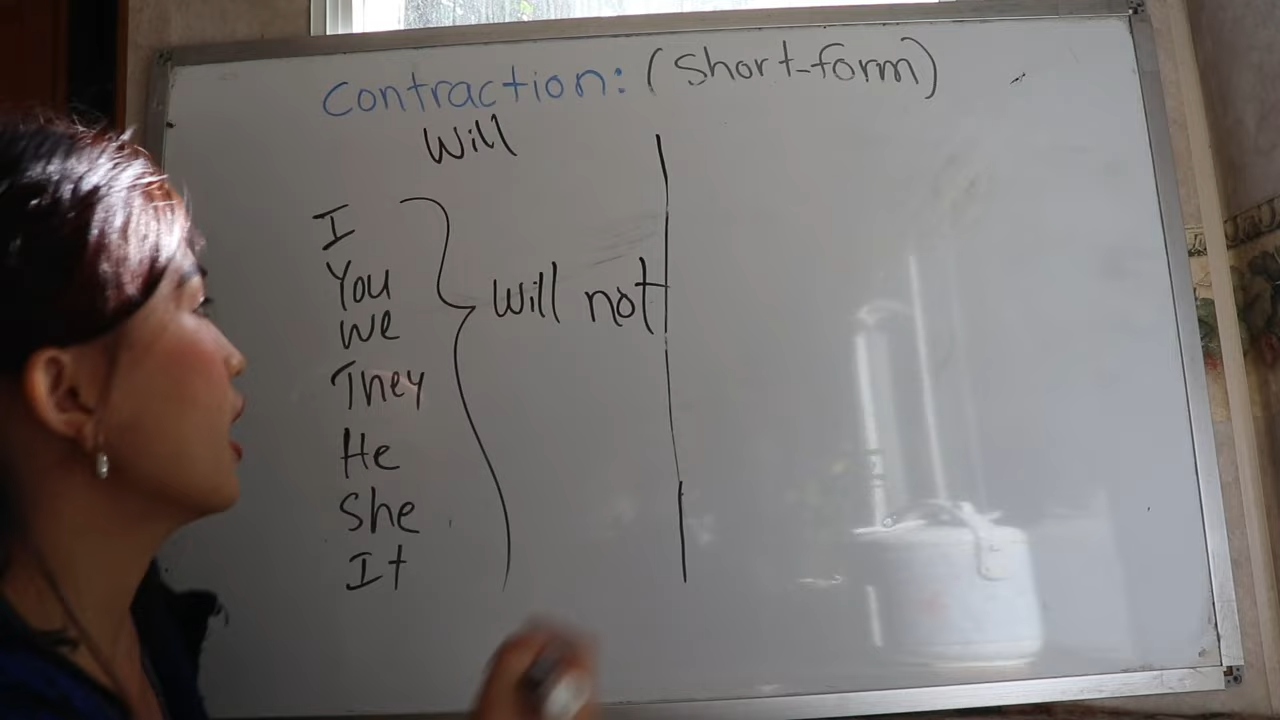 Contraction: (Short-form)
Will
I
You
We
They
He
She
It
will not